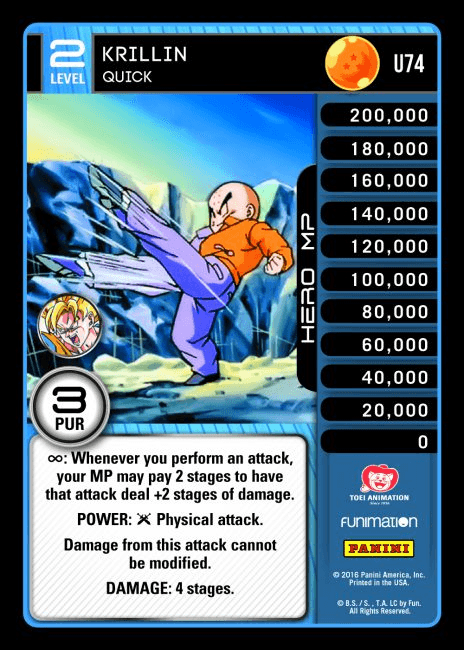 2
LEVEL
KRILLIN
QUICK
U74
200,000
180,000
160,000
140,000
120,000
100,000
80,000
60,000
40,000
20,000
0
HERO MP
3
PUR
∞: Whenever you perform an attack,
your MP may pay 2 stages to have
that attack deal +2 stages of damage.
POWER: Physical attack.
Damage from this attack cannot
be modified.
DAMAGE: 4 stages.
TOEI ANIMATION
Since 1956
FUNIMATION
PANINI
© 2016 Panini America, Inc.
Printed in the USA.
© B.S. / S., T.A. LC by Fun.
All Rights Reserved.